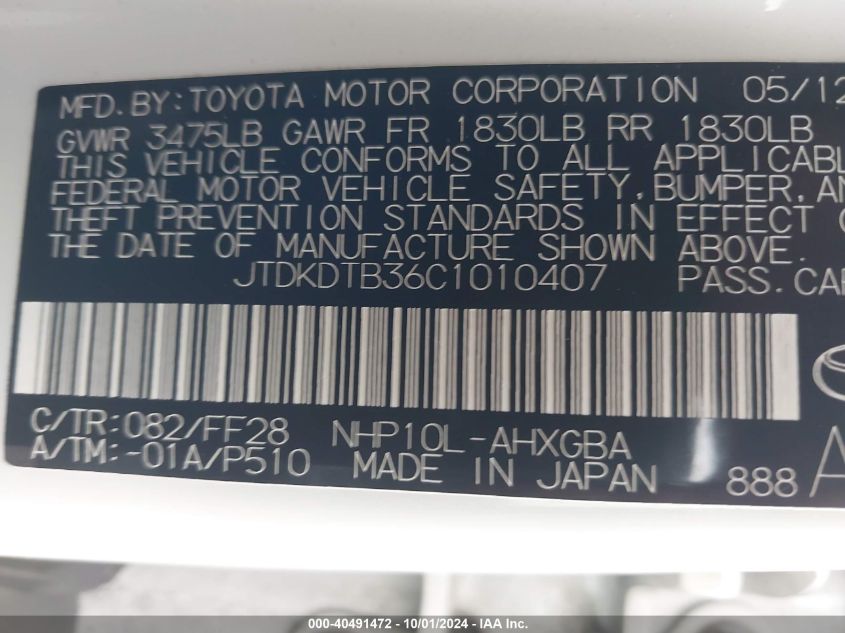 MFD. BY: TOYOTA MOTOR CORPORATION 05/12
GVWR 3475LB GAWR FR 1830LB RR 1830LB
THIS VEHICLE CONFORMS TO ALL APPLICABL
FEDERAL MOTOR VEHICLE SAFETY, BUMPER, AN
THEFT PREVENTION STANDARDS IN EFFECT
THE DATE OF MANUFACTURE SHOWN ABOVE.
JTDKDTB36C1010407 PASS. CAR
C/TR: 082/FF28 NHP10L-AHXGBA
A/TM: -01A/P510 MADE IN JAPAN 888 A
000-40491472 - 10/01/2024 - IAA Inc.